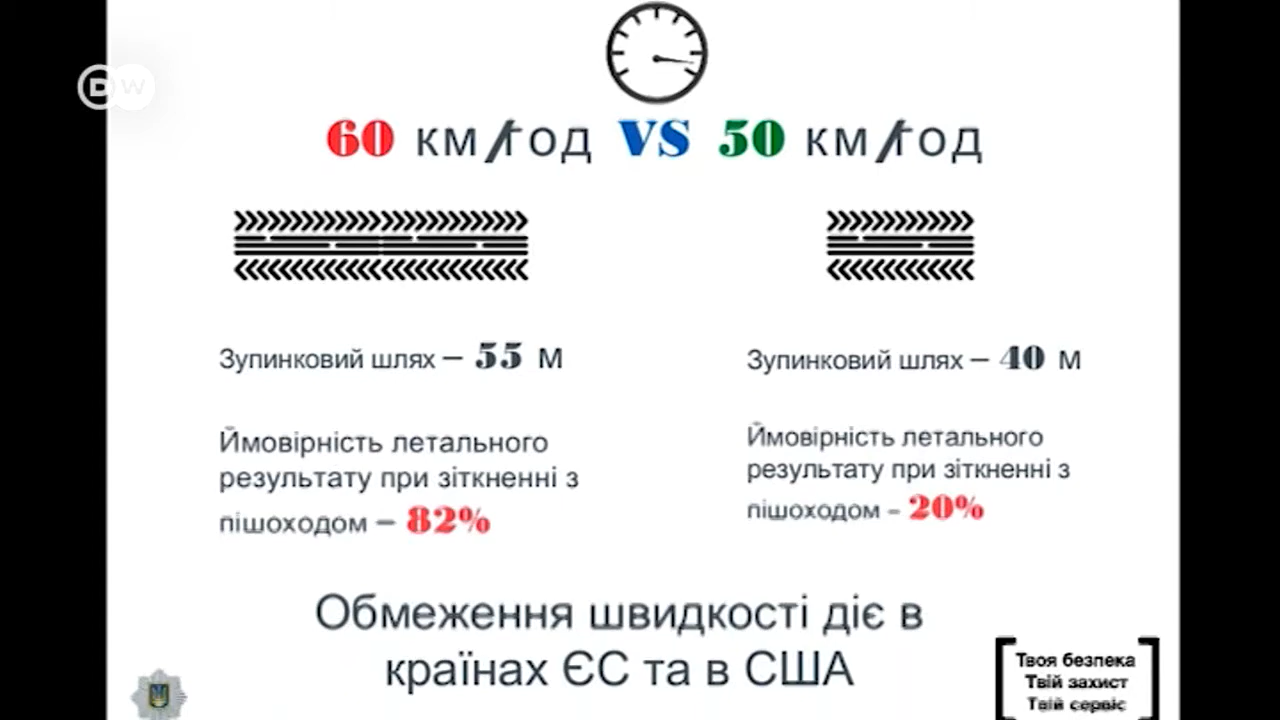 DW
60 км/год VS 50 км/год
Зупинковий шлях – 55 м
Ймовірність летального
результату при зіткненні з
пішоходом – 82%
Зупинковий шлях – 40 м
Ймовірність летального
результату при зіткненні з
пішоходом - 20%
Обмеження швидкості діє в
країнах ЄС та в США
Твоя безпека
Твій захист
Твій сервіс